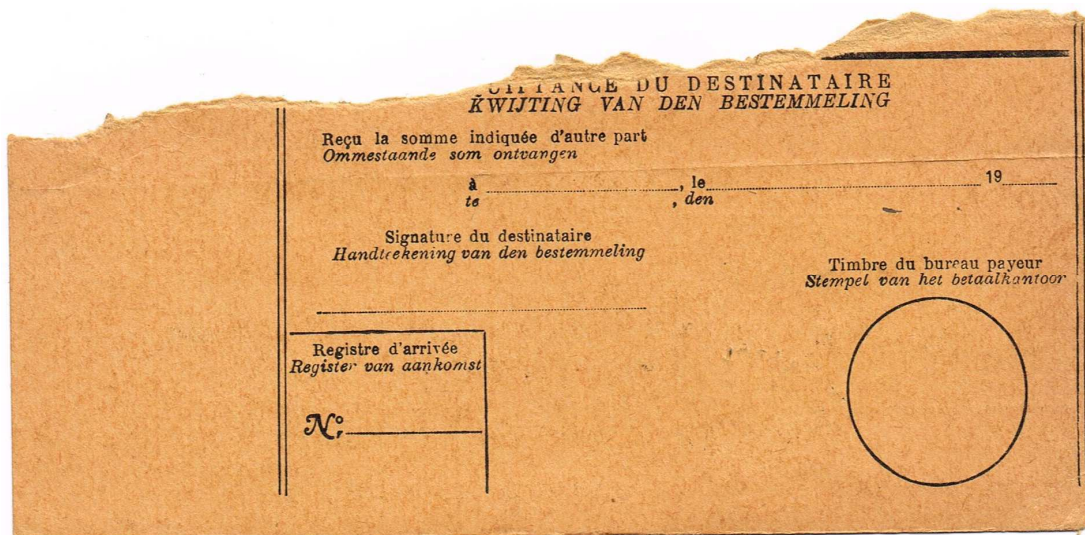 QUITTANCE DU DESTINATAIRE
KWIJTING VAN DEN BESTEMMELING
Reçu la somme indiquée d'autre part
Ommestaande som ontvangen
à , le 19
te , den
Signature du destinataire
Handteekening van den bestemmeling
Timbre du bureau payeur
Stempel van het betaalkantoor
Registre d'arrivée
Register van aankomst
Nº